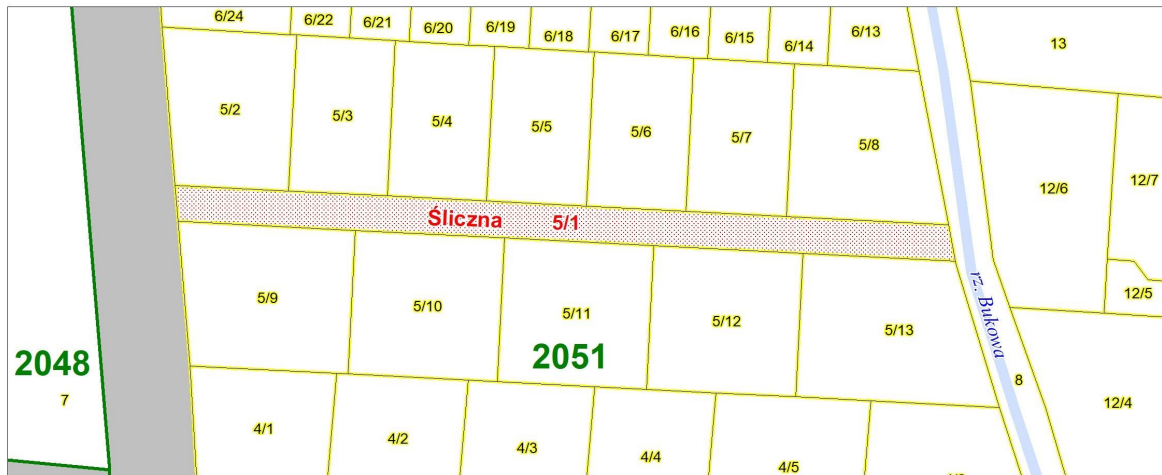 6/24 6/22 6/21 6/20 6/19 6/18 6/17 6/16 6/15 6/14 6/13 13
5/2 5/3 5/4 5/5 5/6 5/7 5/8 12/6 12/7
Śliczna 5/1
5/9 5/10 5/11 5/12 5/13 rz. Bukowa 12/5
2048 2051
7 8 12/4
4/1 4/2 4/3 4/4 4/5